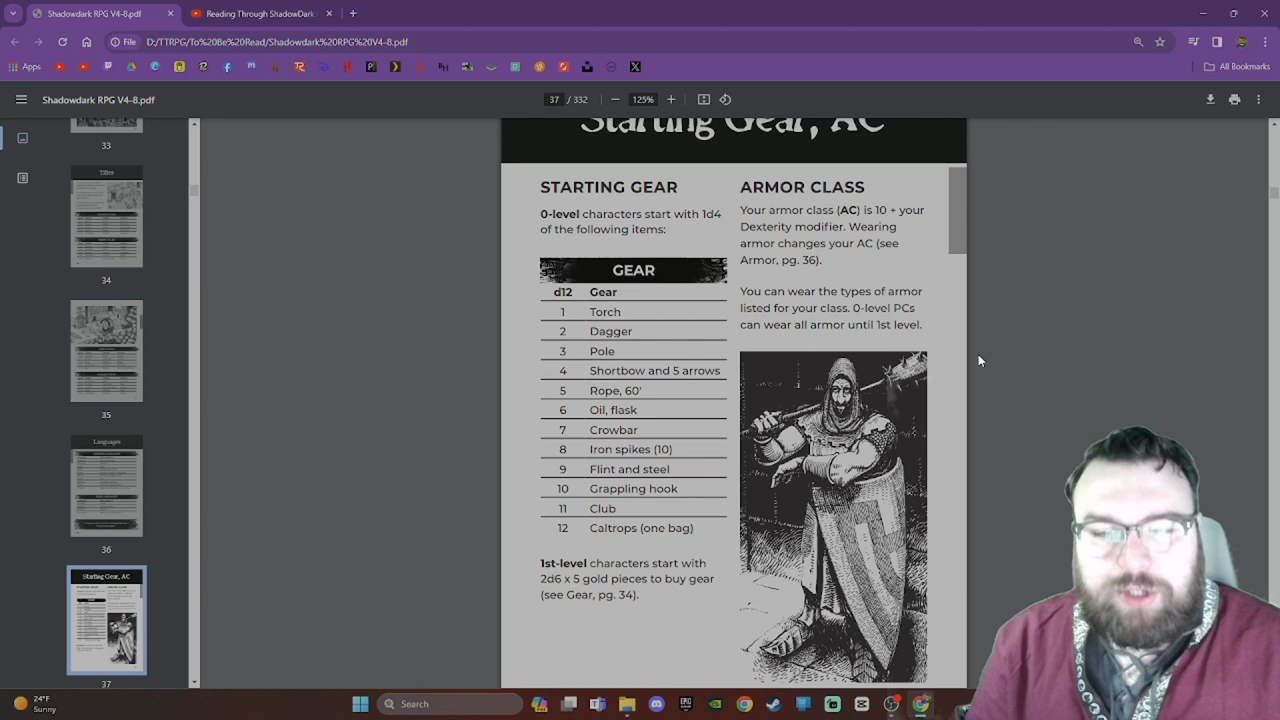 Shadowdark RPG V4-8.pdf
Reading Through ShadowDark
File
D:/TTRPG/To%20Be%20Read/Shadowdark%20RPG%20V4-8.pdf
Apps
All Bookmarks
Shadowdark RPG V4-8.pdf
37 / 332
125%
33
Titles
34
35
Languages
36
Starting Gear, AC
37
Starting Gear, AC
STARTING GEAR
0-level characters start with 1d4
of the following items:
GEAR
d12 Gear
1 Torch
2 Dagger
3 Pole
4 Shortbow and 5 arrows
5 Rope, 60'
6 Oil, flask
7 Crowbar
8 Iron spikes (10)
9 Flint and steel
10 Grappling hook
11 Club
12 Caltrops (one bag)
1st-level characters start with
2d6 x 5 gold pieces to buy gear
(see Gear, pg. 34).
ARMOR CLASS
Your armor class (AC) is 10 + your
Dexterity modifier. Wearing
armor changes your AC (see
Armor, pg. 36).
You can wear the types of armor
listed for your class. 0-level PCs
can wear all armor until 1st level.
24°F
Sunny
Search